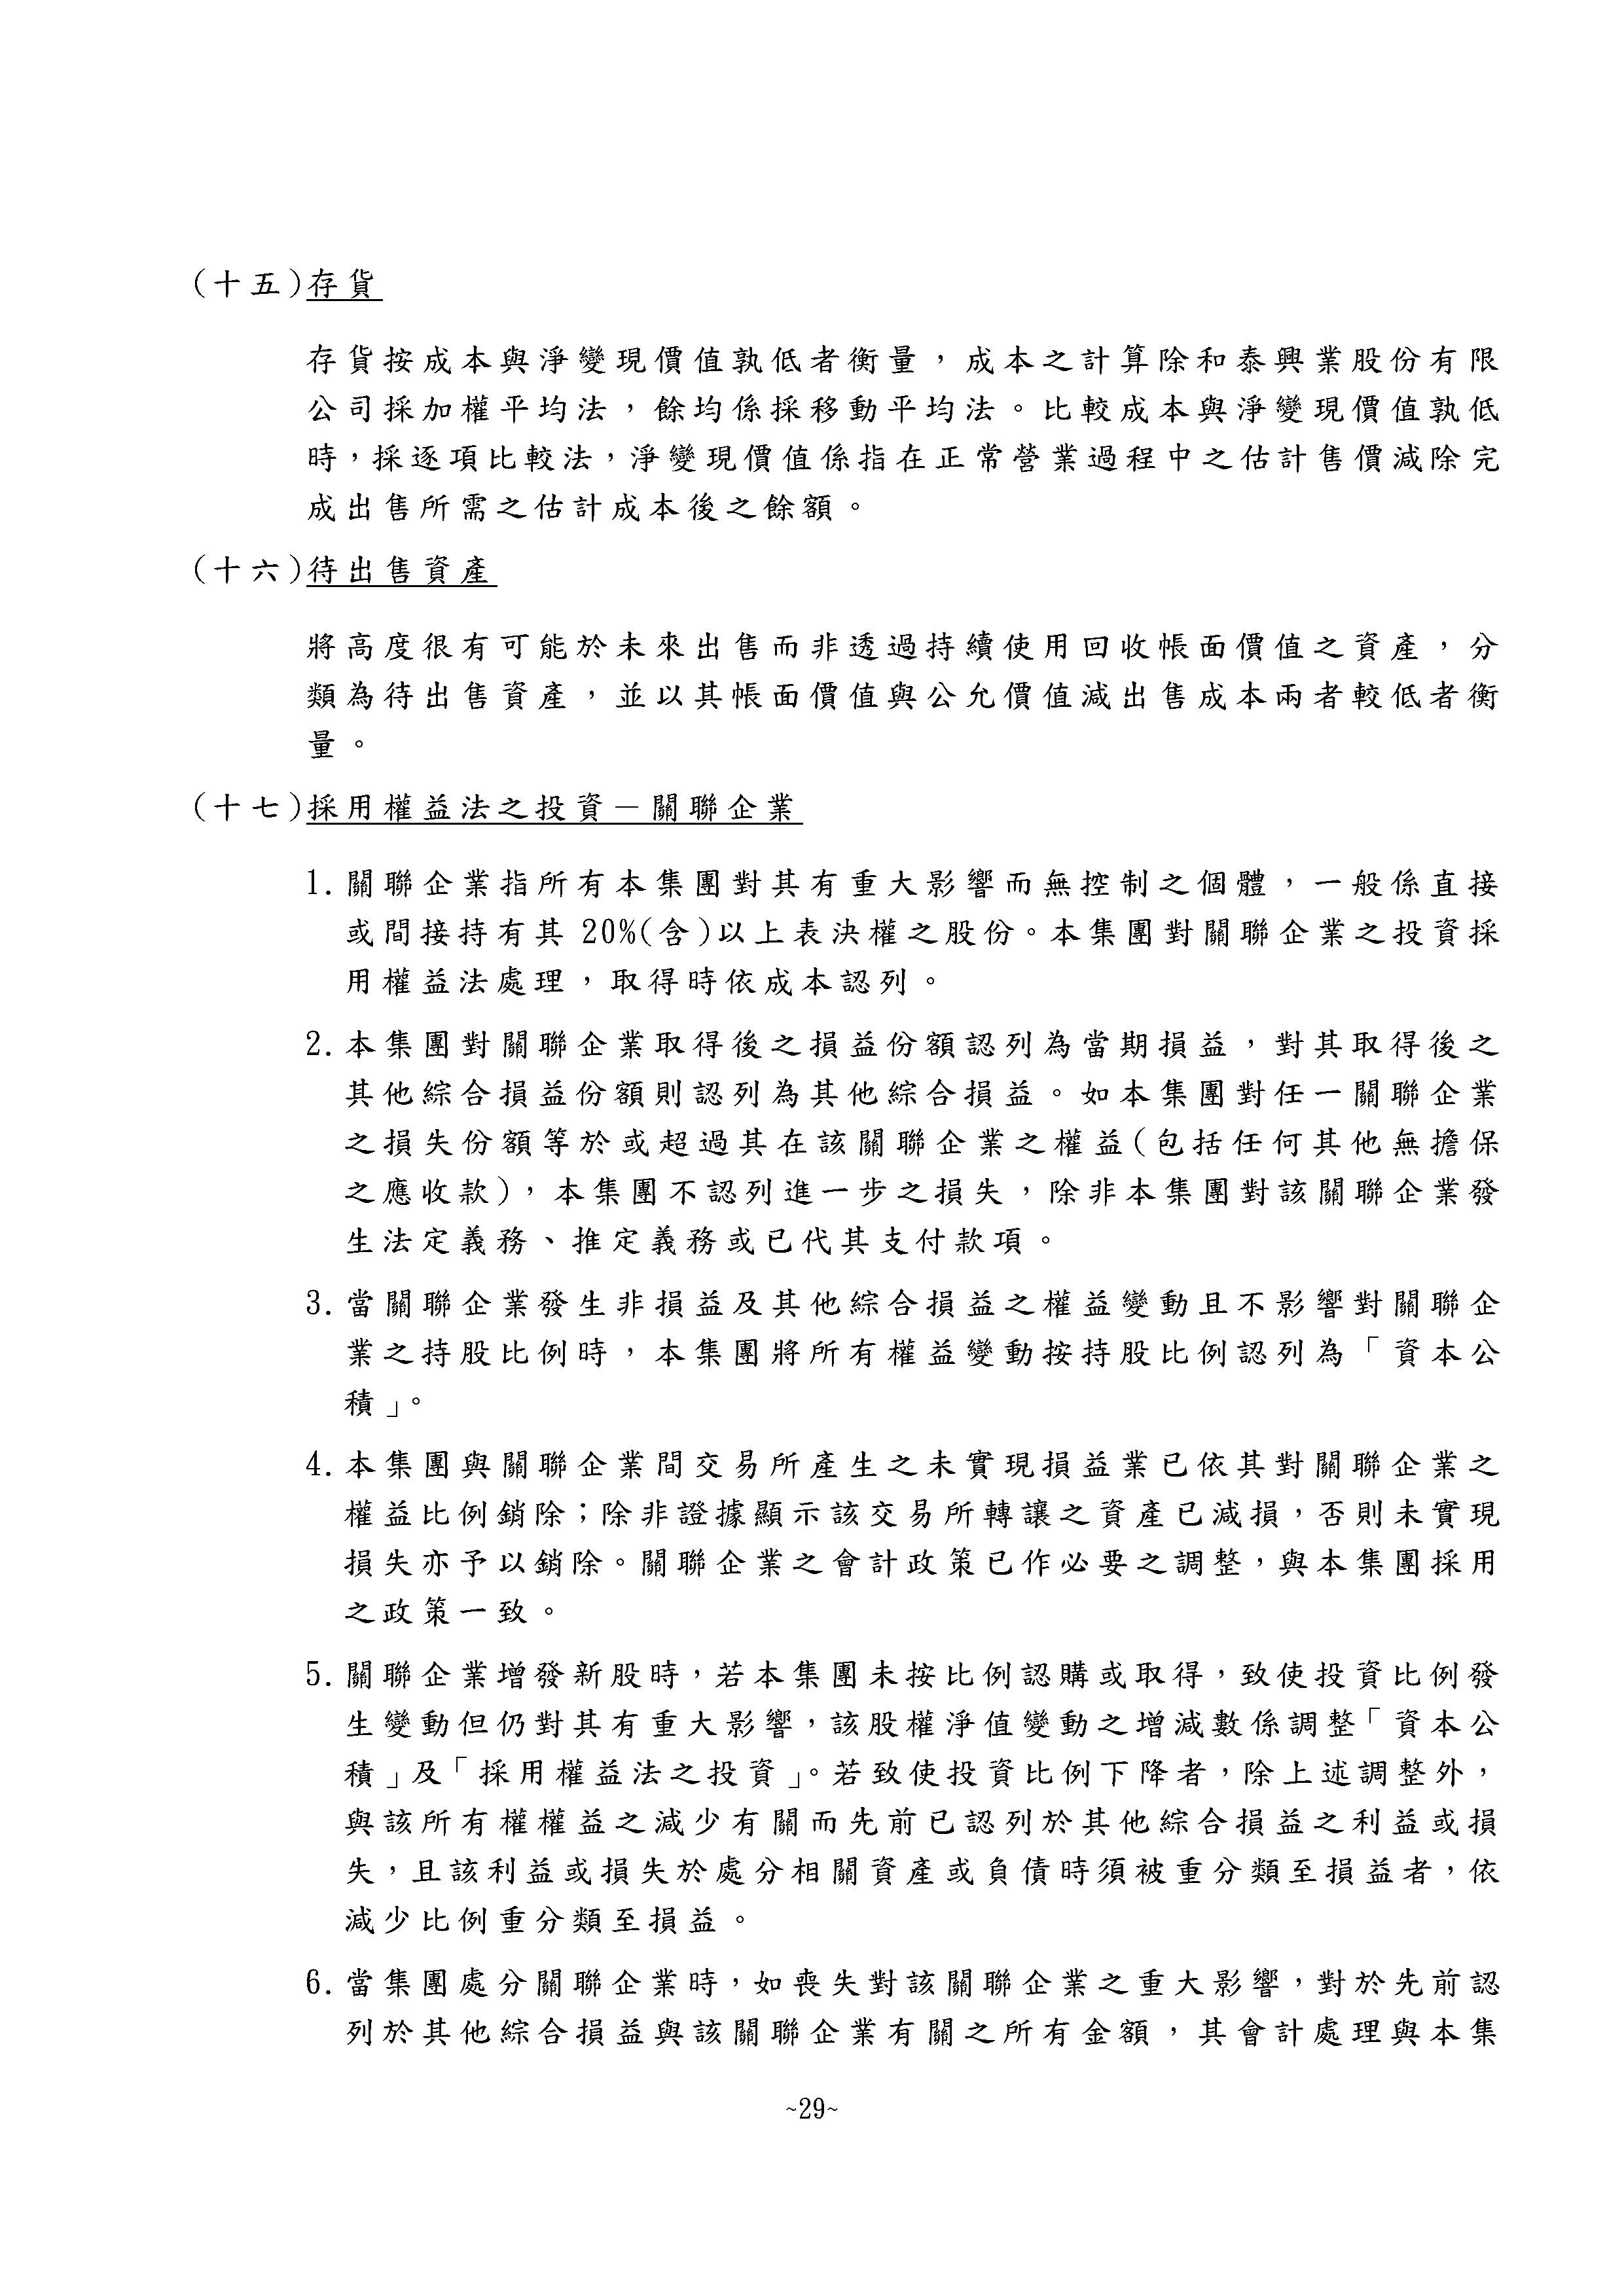 (十五)存貨
存貨按成本與淨變現價值孰低者衡量，成本之計算除和泰興業股份有限
公司採加權平均法，餘均係採移動平均法。比較成本與淨變現價值孰低
時，採逐項比較法，淨變現價值係指在正常營業過程中之估計售價減除完
成出售所需之估計成本後之餘額。
(十六)待出售資產
將高度很有可能於未來出售而非透過持續使用回收帳面價值之資產，分
類為待出售資產，並以其帳面價值與公允價值減出售成本兩者較低者衡
量。
(十七)採用權益法之投資－關聯企業
1. 關聯企業指所有本集團對其有重大影響而無控制之個體，一般係直接
或間接持有其 20%(含)以上表決權之股份。本集團對關聯企業之投資採
用權益法處理，取得時依成本認列。
2. 本集團對關聯企業取得後之損益份額認列為當期損益，對其取得後之
其他綜合損益份額則認列為其他綜合損益。如本集團對任一關聯企業
之損失份額等於或超過其在該關聯企業之權益(包括任何其他無擔保
之應收款)，本集團不認列進一步之損失，除非本集團對該關聯企業發
生法定義務、推定義務或已代其支付款項。
3. 當關聯企業發生非損益及其他綜合損益之權益變動且不影響對關聯企
業之持股比例時，本集團將所有權益變動按持股比例認列為「資本公
積」。
4. 本集團與關聯企業間交易所產生之未實現損益業已依其對關聯企業之
權益比例銷除；除非證據顯示該交易所轉讓之資產已減損，否則未實現
損失亦予以銷除。關聯企業之會計政策已作必要之調整，與本集團採用
之政策一致。
5. 關聯企業增發新股時，若本集團未按比例認購或取得，致使投資比例發
生變動但仍對其有重大影響，該股權淨值變動之增減數係調整「資本公
積」及「採用權益法之投資」。若致使投資比例下降者，除上述調整外，
與該所有權權益之減少有關而先前已認列於其他綜合損益之利益或損
失，且該利益或損失於處分相關資產或負債時須被重分類至損益者，依
減少比例重分類至損益。
6. 當集團處分關聯企業時，如喪失對該關聯企業之重大影響，對於先前認
列於其他綜合損益與該關聯企業有關之所有金額，其會計處理與本集
~29~